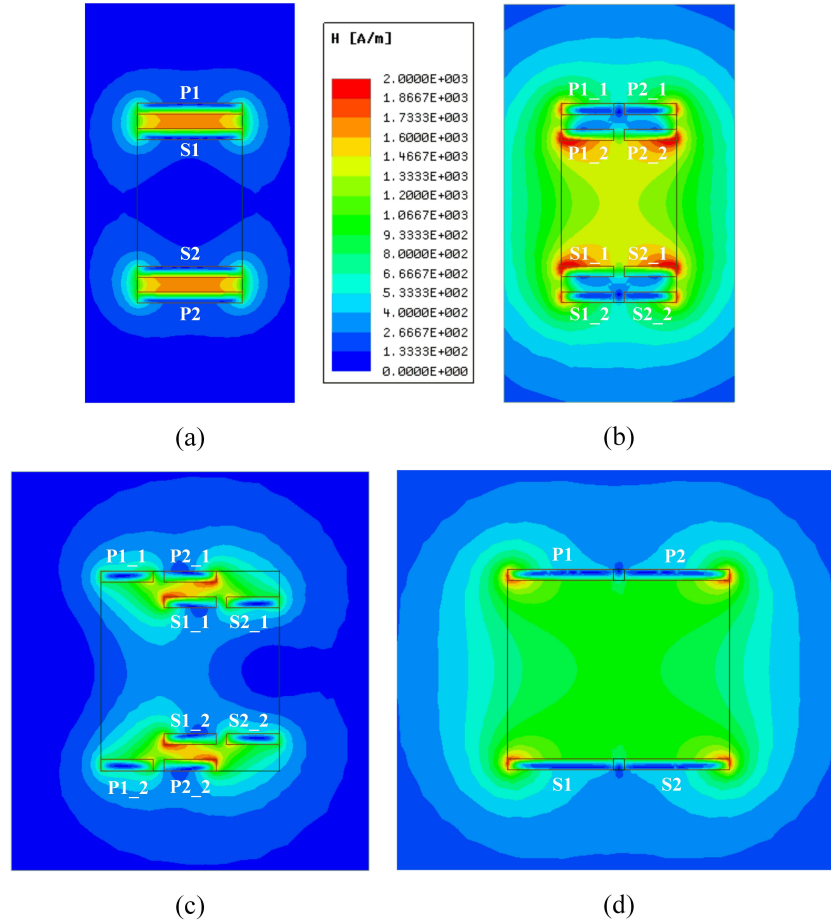 H [A/m]
2.0000E+003
1.8667E+003
1.7333E+003
1.6000E+003
1.4667E+003
1.3333E+003
1.2000E+003
1.0667E+003
9.3333E+002
8.0000E+002
6.6667E+002
5.3333E+002
4.0000E+002
2.6667E+002
1.3333E+002
0.0000E+000
P1
S1
S2
P2
(a)
P1_1 P2_1
P1_2 P2_2
S1_1 S2_1
S1_2 S2_2
(b)
P1_1 P2_1
S1_1 S2_1
S1_2 S2_2
P1_2 P2_2
(c)
P1 P2
S1 S2
(d)